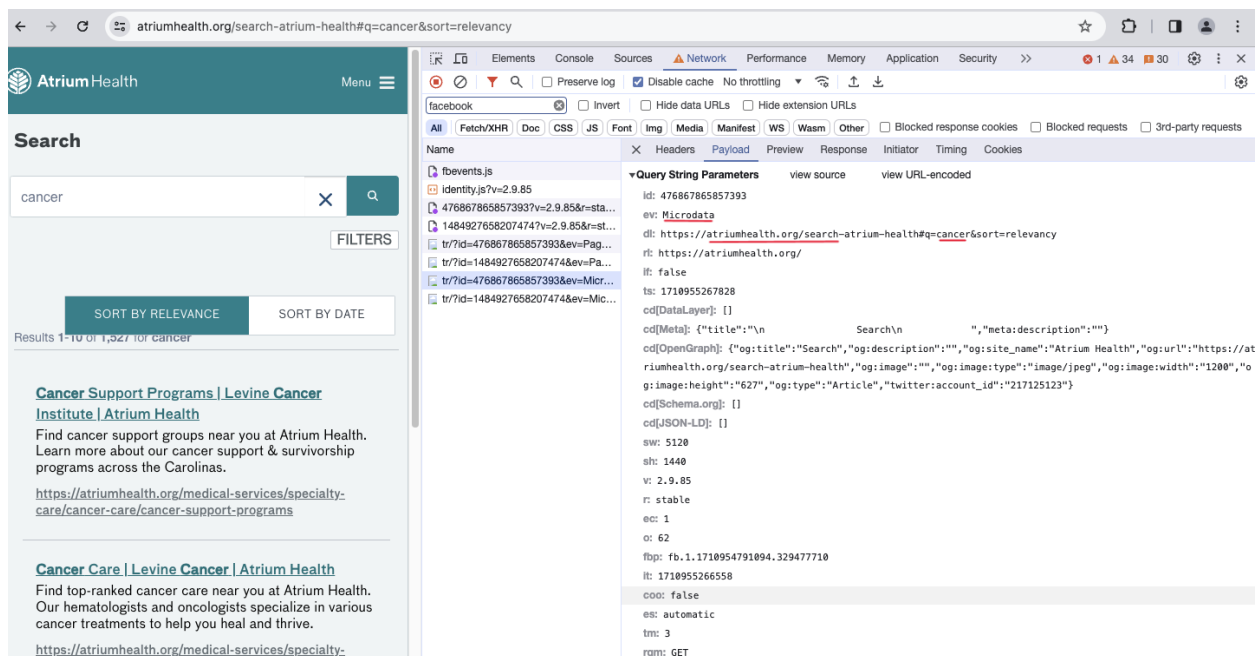 atriumhealth.org/search-atrium-health#q=cancer&sort=relevancy
Atrium Health
Menu
Search
cancer
FILTERS
SORT BY RELEVANCE SORT BY DATE
Results 1-10 of 1,527 for cancer
Cancer Support Programs | Levine Cancer
Institute | Atrium Health
Find cancer support groups near you at Atrium Health.
Learn more about our cancer support & survivorship
programs across the Carolinas.
https://atriumhealth.org/medical-services/specialty-
care/cancer-care/cancer-support-programs
Cancer Care | Levine Cancer | Atrium Health
Find top-ranked cancer care near you at Atrium Health.
Our hematologists and oncologists specialize in various
cancer treatments to help you heal and thrive.
https://atriumhealth.org/medical-services/specialty-
Elements Console Sources Network Performance Memory Application Security >> 1 34 30
Preserve log Disable cache No throttling
facebook Invert Hide data URLs Hide extension URLs
All Fetch/XHR Doc CSS JS Font Img Media Manifest WS Wasm Other Blocked response cookies Blocked requests 3rd-party requests
Name
fbevents.js
identity.js?v=2.9.85
476867865857393?v=2.9.85&r=sta...
1484927658207474?v=2.9.85&r=st...
tr/?id=476867865857393&ev=Pag...
tr/?id=1484927658207474&ev=Pa...
tr/?id=476867865857393&ev=Micr...
tr/?id=1484927658207474&ev=Mic...
Headers Payload Preview Response Initiator Timing Cookies
Query String Parameters view source view URL-encoded
id: 476867865857393
ev: Microdata
dl: https://atriumhealth.org/search-atrium-health#q=cancer&sort=relevancy
rl: https://atriumhealth.org/
if: false
ts: 1710955267828
cd[DataLayer]: []
cd[Meta]: {"title":"\n Search\n ","meta:description":""}
cd[OpenGraph]: {"og:title":"Search","og:description":"","og:site_name":"Atrium Health","og:url":"https://at
riumhealth.org/search-atrium-health","og:image":"","og:image:type":"image/jpeg","og:image:width":"1200","o
g:image:height":"627","og:type":"Article","twitter:account_id":"217125123"}
cd[Schema.org]: []
cd[JSON-LD]: []
sw: 5120
sh: 1440
v: 2.9.85
r: stable
ec: 1
o: 62
fbp: fb.1.1710954791094.329477710
it: 1710955266558
coo: false
es: automatic
tm: 3
rqm: GET